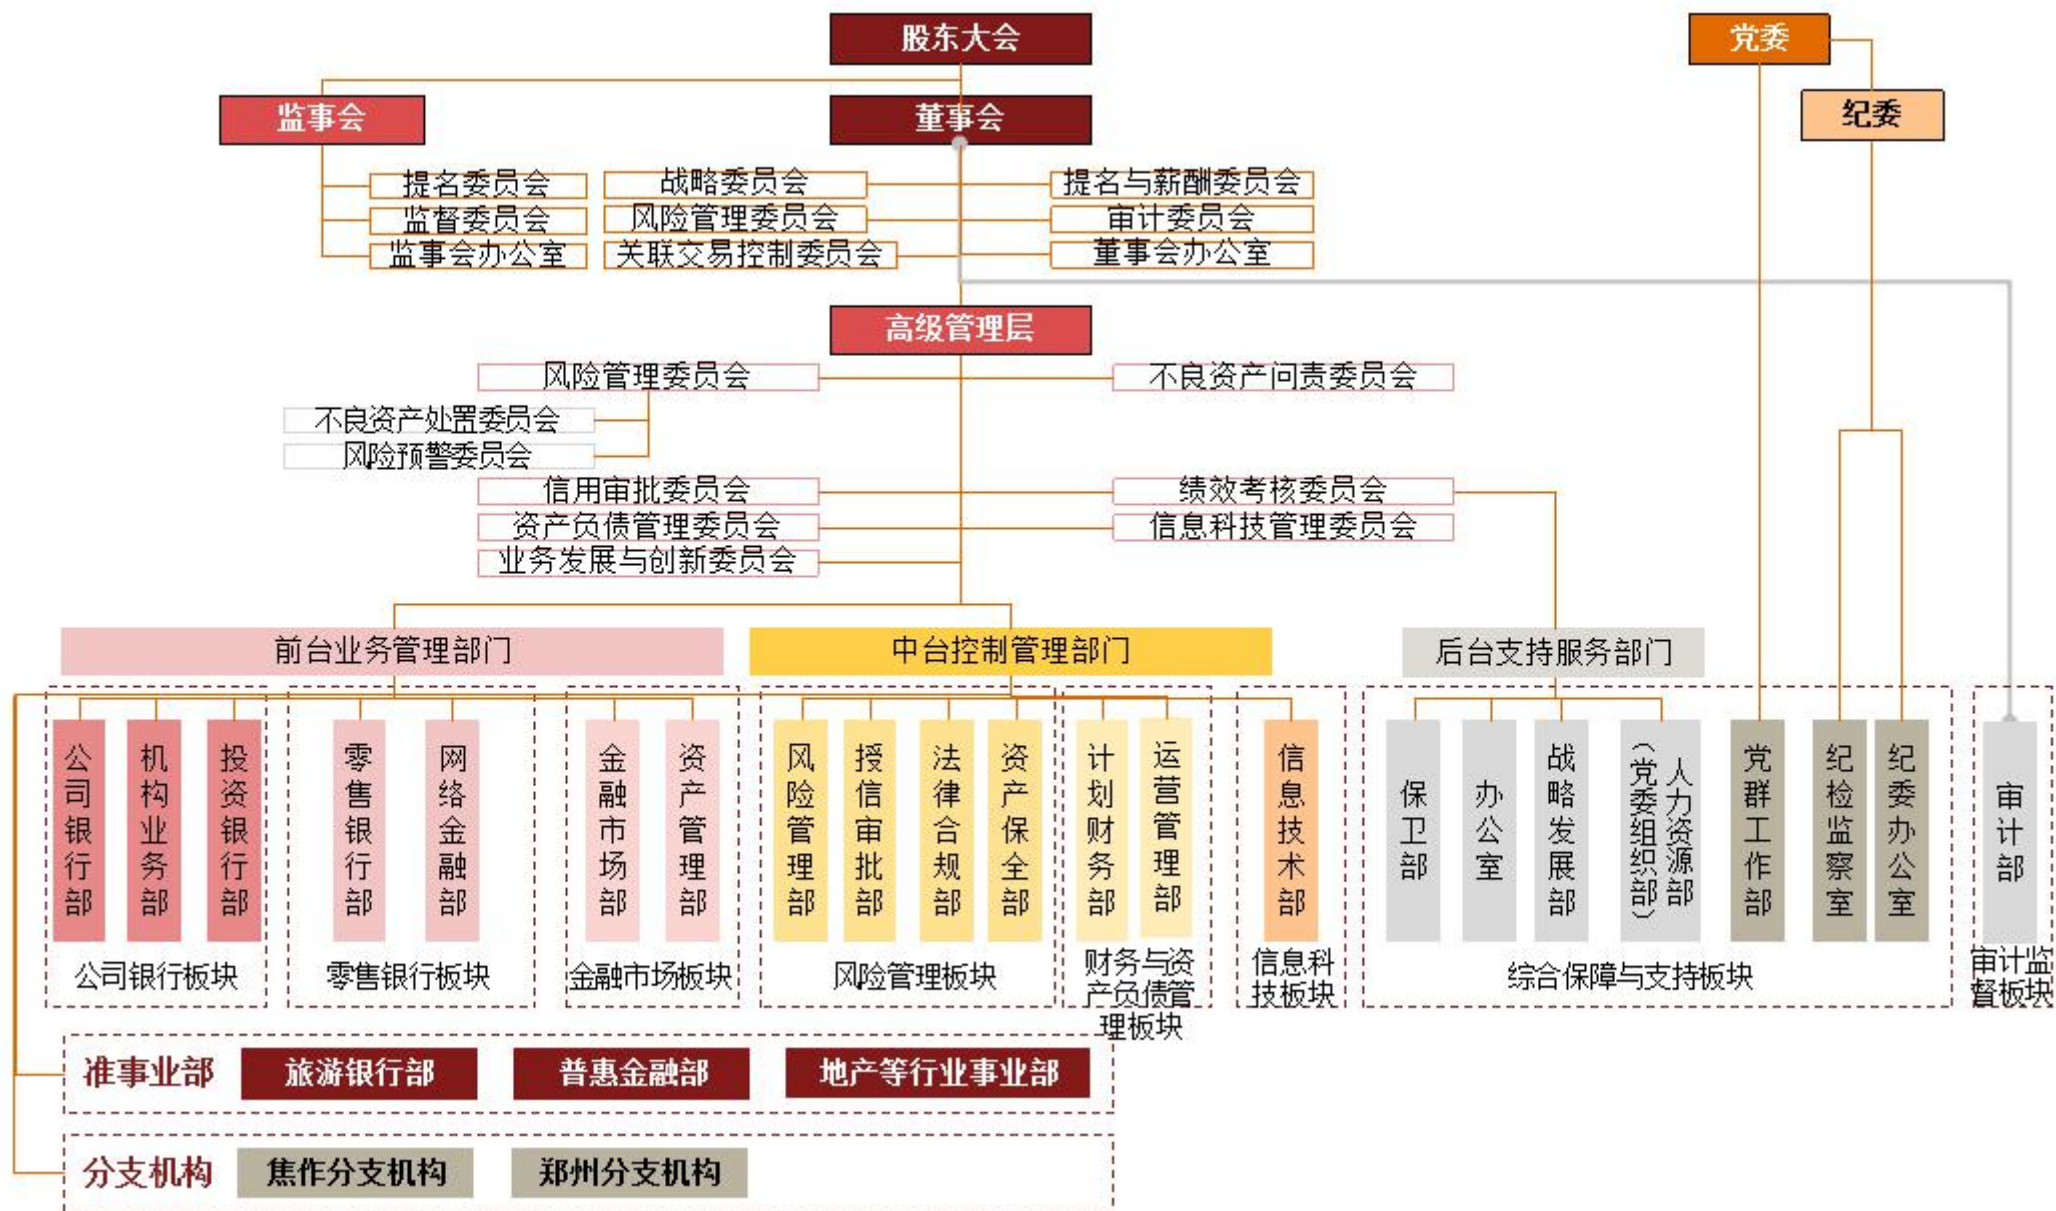 股东大会
党委
监事会
董事会
纪委
提名委员会
战略委员会
提名与薪酬委员会
监督委员会
风险管理委员会
审计委员会
监事会办公室
关联交易控制委员会
董事会办公室
高级管理层
风险管理委员会
不良资产问责委员会
不良资产处置委员会
风险预警委员会
信用审批委员会
绩效考核委员会
资产负债管理委员会
信息科技管理委员会
业务发展与创新委员会
前台业务管理部门
中台控制管理部门
后台支持服务部门
公司银行部
机构业务部
投资银行部
零售银行部
网络金融部
金融市场部
资产管理部
风险管理部
授信审批部
法律合规部
资产保全部
计划财务部
运营管理部
信息技术部
保卫部
办公室
战略发展部
人力资源部
(党委组织部)
党群工作部
纪检监察室
纪委办公室
审计部
公司银行板块
零售银行板块
金融市场板块
风险管理板块
财务与资
产负债管
理板块
信息科
技板块
综合保障与支持板块
审计监
督板块
准事业部
旅游银行部
普惠金融部
地产等行业事业部
分支机构
焦作分支机构
郑州分支机构